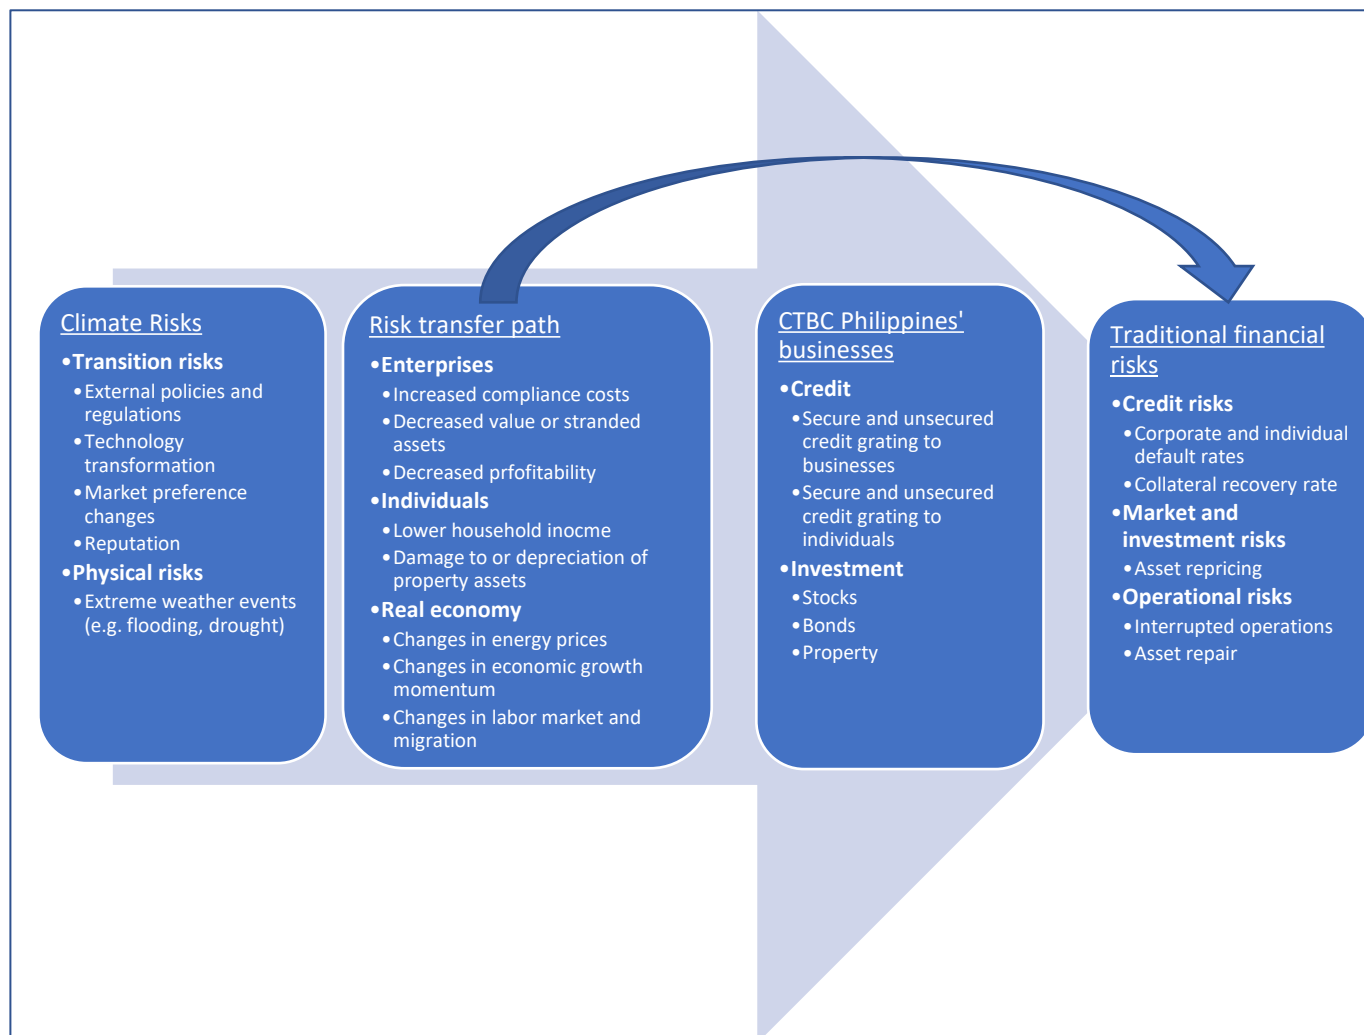 Climate Risks
•Transition risks
•External policies and
regulations
•Technology
transformation
•Market preference
changes
•Reputation
•Physical risks
•Extreme weather events
(e.g. flooding, drought)
Risk transfer path
•Enterprises
•Increased compliance costs
•Decreased value or stranded
assets
•Decreased prfofitability
•Individuals
•Lower household inocme
•Damage to or depreciation of
property assets
•Real economy
•Changes in energy prices
•Changes in economic growth
momentum
•Changes in labor market and
migration
CTBC Philippines'
businesses
•Credit
•Secure and unsecured
credit grating to
businesses
•Secure and unsecured
credit grating to
individuals
•Investment
•Stocks
•Bonds
•Property
Traditional financial
risks
•Credit risks
•Corporate and individual
default rates
•Collateral recovery rate
•Market and
investment risks
•Asset repricing
•Operational risks
•Interrupted operations
•Asset repair